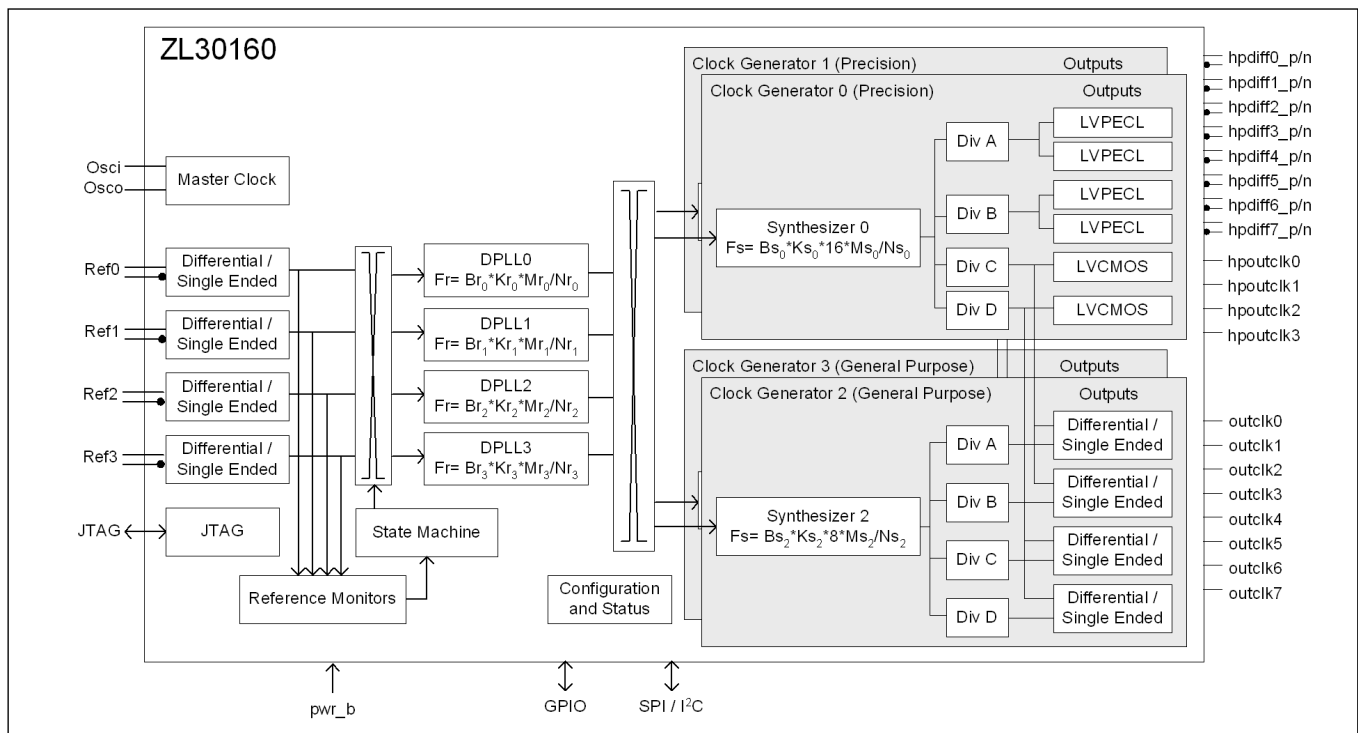 ZL30160
Osci
Osco
Master Clock
Ref0
Differential /
Single Ended
Ref1
Differential /
Single Ended
Ref2
Differential /
Single Ended
Ref3
Differential /
Single Ended
JTAG
JTAG
Reference Monitors
State Machine
DPLL0
Fr= Br₀*Kr₀*Mr₀/Nr₀
DPLL1
Fr= Br₁*Kr₁*Mr₁/Nr₁
DPLL2
Fr= Br₂*Kr₂*Mr₂/Nr₂
DPLL3
Fr= Br₃*Kr₃*Mr₃/Nr₃
Configuration
and Status
Clock Generator 1 (Precision) Outputs
Clock Generator 0 (Precision) Outputs
Synthesizer 0
Fs= Bs₀*Ks₀*16*Ms₀/Ns₀
Div A
Div B
Div C
Div D
LVPECL
LVPECL
LVPECL
LVPECL
LVCMOS
LVCMOS
Clock Generator 3 (General Purpose) Outputs
Clock Generator 2 (General Purpose) Outputs
Synthesizer 2
Fs= Bs₂*Ks₂*8*Ms₂/Ns₂
Div A
Div B
Div C
Div D
Differential /
Single Ended
Differential /
Single Ended
Differential /
Single Ended
Differential /
Single Ended
hpdiff0_p/n
hpdiff1_p/n
hpdiff2_p/n
hpdiff3_p/n
hpdiff4_p/n
hpdiff5_p/n
hpdiff6_p/n
hpdiff7_p/n
hpoutclk0
hpoutclk1
hpoutclk2
hpoutclk3
outclk0
outclk1
outclk2
outclk3
outclk4
outclk5
outclk6
outclk7
pwr_b
GPIO
SPI / I²C